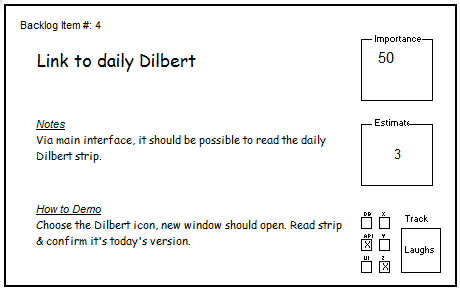 Backlog Item #: 4
Importance
Link to daily Dilbert
50
Notes
Estimate
Via main interface, it should be possible to read the daily
Dilbert strip.
3
How to Demo
Choose the Dilbert icon, new window should open. Read strip
& confirm it's today's version.
DB X
Track
API Y
X
Laughs
UI Z
X